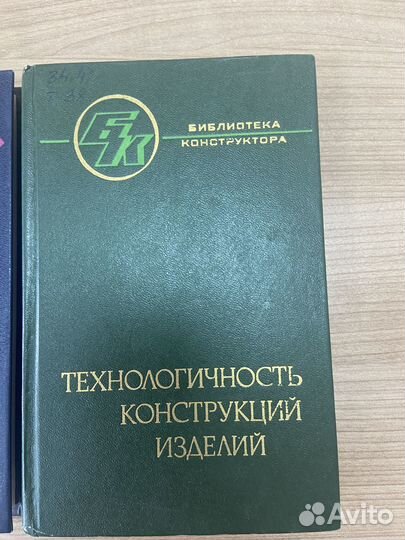 БК
БИБЛИОТЕКА
КОНСТРУКТОРА
ТЕХНОЛОГИЧНОСТЬ
КОНСТРУКЦИЙ
ИЗДЕЛИЙ
Avito